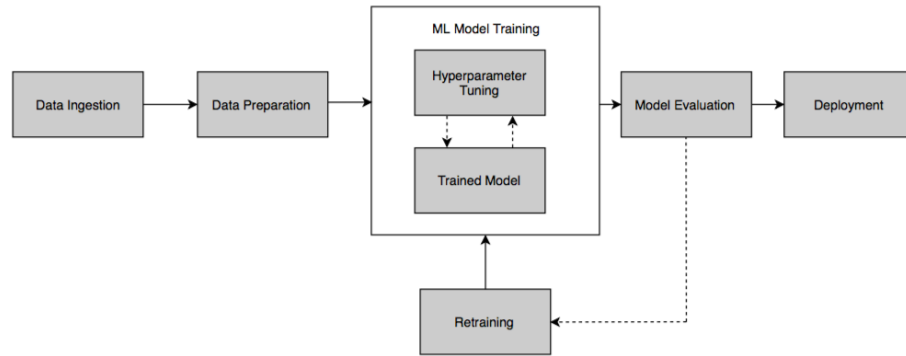 ML Model Training
Hyperparameter
Tuning
Data Ingestion
Data Preparation
Model Evaluation
Deployment
Trained Model
Retraining